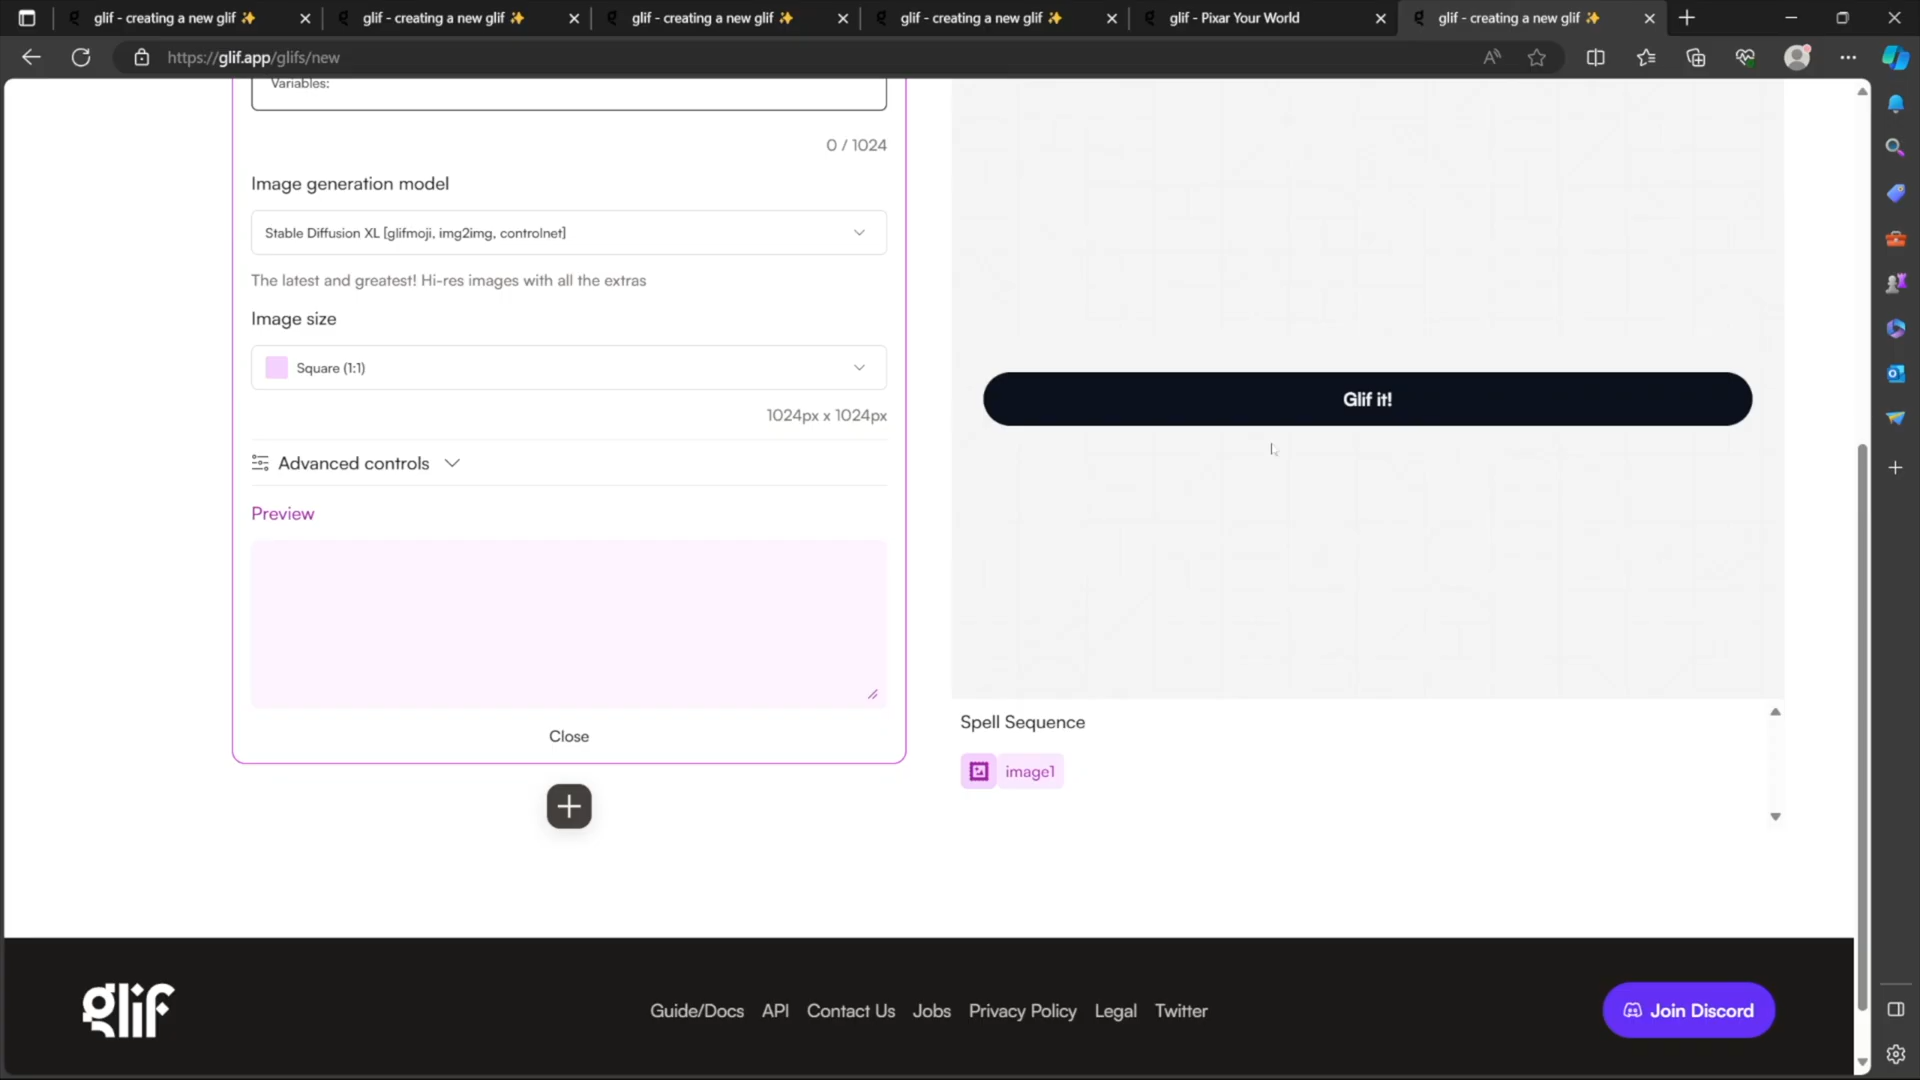 glif - creating a new glif ✨
glif - creating a new glif ✨
glif - creating a new glif ✨
glif - creating a new glif ✨
glif - Pixar Your World
glif - creating a new glif ✨
https://glif.app/glifs/new
Variables:
0 / 1024
Image generation model
Stable Diffusion XL [glifmoji, img2img, controlnet]
The latest and greatest! Hi-res images with all the extras
Image size
Square (1:1)
1024px x 1024px
Advanced controls
Preview
Close
Glif it!
Spell Sequence
image1
glif
Guide/Docs API Contact Us Jobs Privacy Policy Legal Twitter
Join Discord